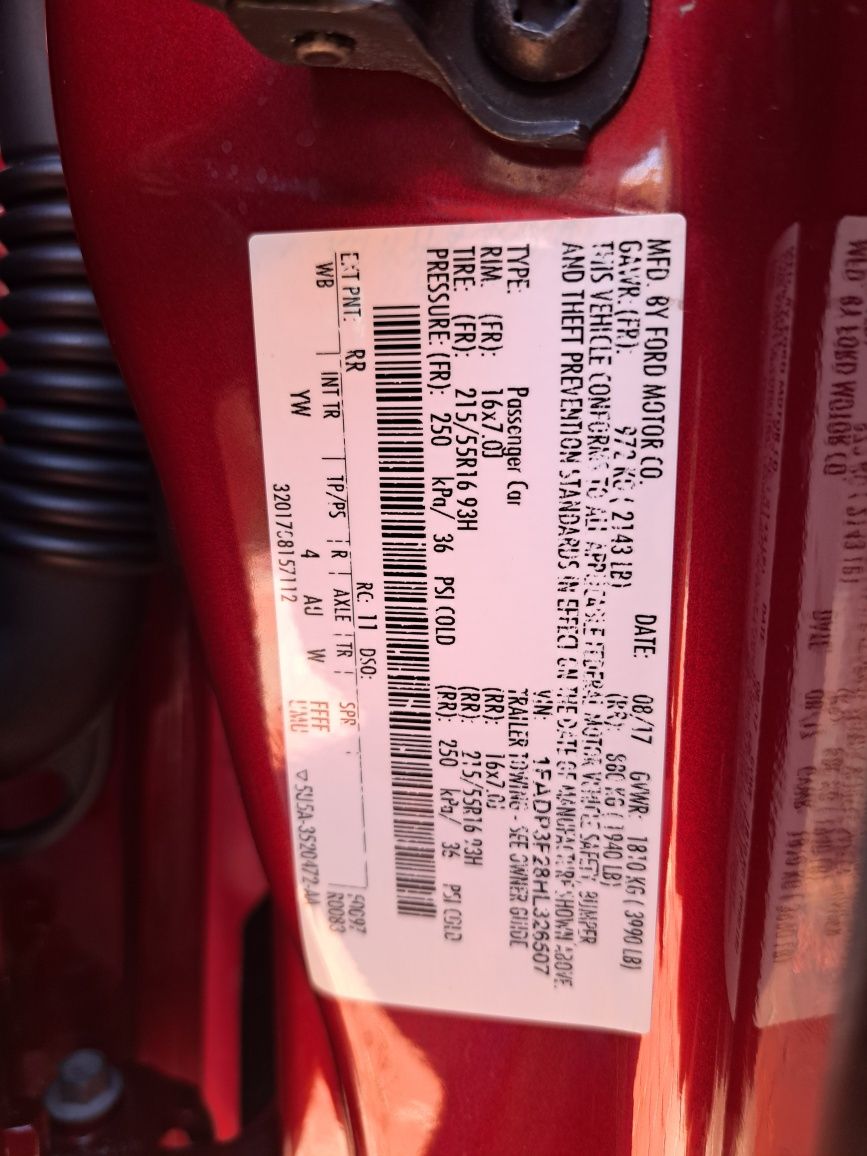 MFD. BY FORD MOTOR CO.
DATE: 08/17 GVWR: 1810 KG ( 3990 LB)
GAWR: (FR): 972 KG ( 2143 LB) (RR): 880 KG ( 1940 LB)
THIS VEHICLE CONFORMS TO ALL APPLICABLE FEDERAL MOTOR VEHICLE SAFETY, BUMPER
AND THEFT PREVENTION STANDARDS IN EFFECT ON THE DATE OF MANUFACTURE SHOWN ABOVE.
VIN: 1FADP3F28HL326507
TYPE: Passenger Car TRAILER TOWING - SEE OWNER GUIDE
RIM: (FR): 16x7.0J (RR): 16x7.0J
TIRE: (FR): 215/55R16 93H (RR): 215/55R16 93H
PRESSURE: (FR): 250 kPa/ 36 PSI COLD (RR): 250 kPa/ 36 PSI COLD
RC: 11 DSO:
EXT PNT: RR
WB INT TR TP/PS R AXLE TR SPR
YW 4 AU W FFFF
▽5U5A-3520472-AA